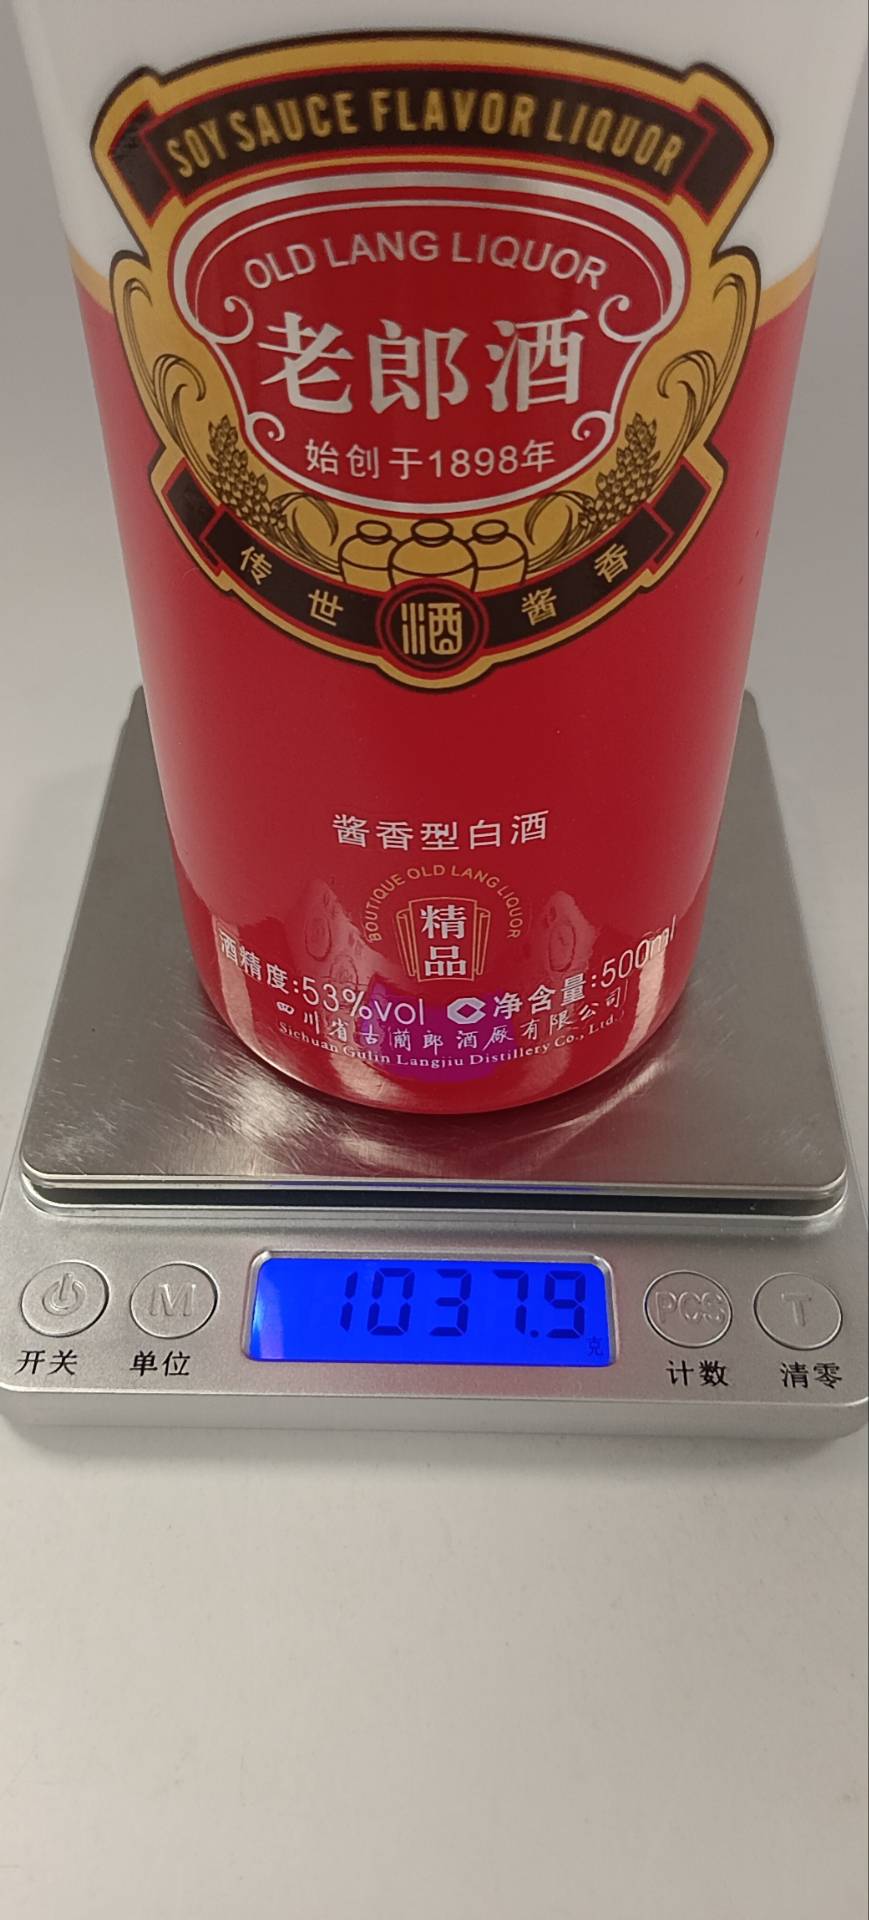 SOY SAUCE FLAVOR LIQUOR
OLD LANG LIQUOR
老郎酒
始创于1898年
传世酒酱香
酱香型白酒
BOUTIQUE OLD LANG LIQUOR
精品
酒精度:53%vol 净含量:500ml
四川省古蔺郎酒厂有限公司
Sichuan Gulin Langjiu Distillery Co., Ltd.
1037.9
克
M PCS T
开关 单位 计数 清零